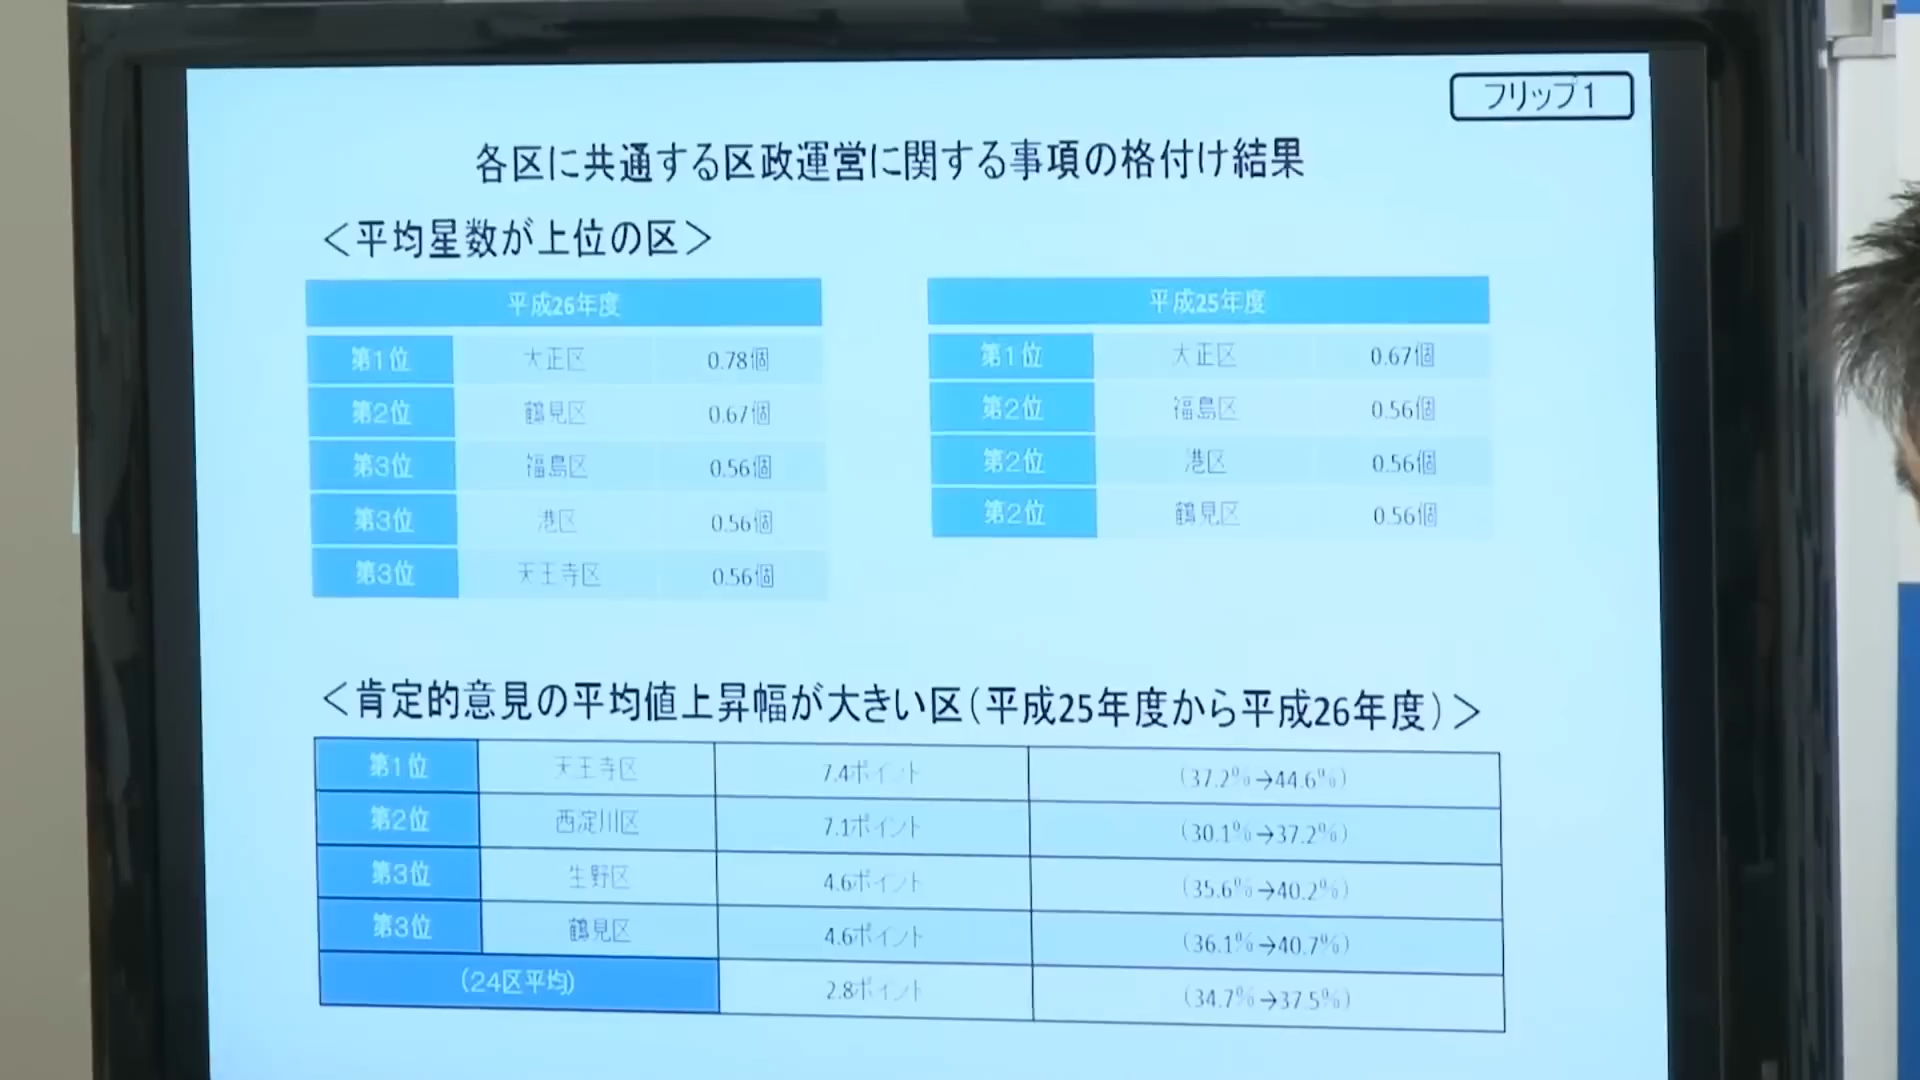 フリップ1
各区に共通する区政運営に関する事項の格付け結果
＜平均星数が上位の区＞
平成26年度
第1位 大正区 0.78個
第2位 鶴見区 0.67個
第3位 福島区 0.56個
第3位 港区 0.56個
第3位 天王寺区 0.56個
平成25年度
第1位 大正区 0.67個
第2位 福島区 0.56個
第2位 港区 0.56個
第2位 鶴見区 0.56個
＜肯定的意見の平均値上昇幅が大きい区(平成25年度から平成26年度)＞
第1位 天王寺区 7.4ポイント (37.2%→44.6%)
第2位 西淀川区 7.1ポイント (30.1%→37.2%)
第3位 生野区 4.6ポイント (35.6%→40.2%)
第3位 鶴見区 4.6ポイント (36.1%→40.7%)
(24区平均) 2.8ポイント (34.7%→37.5%)